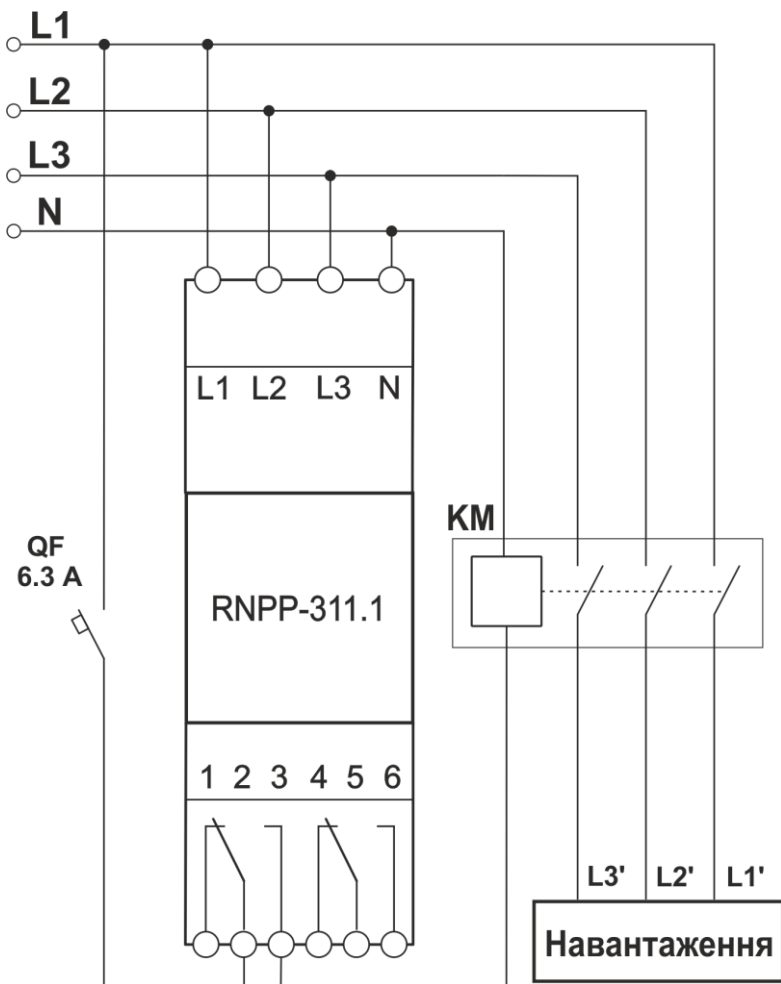 L1
L2
L3
N
L1 L2 L3 N
KM
QF
6.3 A
RNPP-311.1
1 2 3 4 5 6
L3' L2' L1'
Навантаження